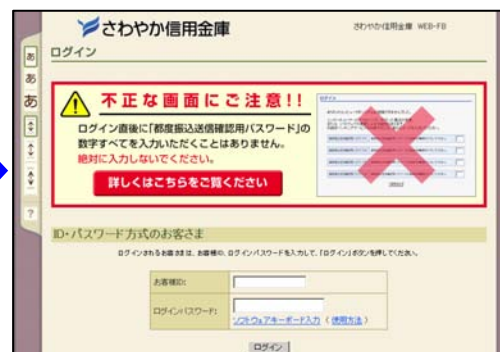 さわやか信用金庫
さわやか信用金庫 WEB-FB
ログイン
あ
あ
あ
不正な画面にご注意!!
ログイン直後に「都度振込送信確認用パスワード」の
数字すべてを入力いただくことはありません。
絶対に入力しないでください。
詳しくはこちらをご覧ください
?
ID・パスワード方式のお客さま
ログインされるお客さまは、お客様ID、ログインパスワードを入力して、「ログイン」ボタンを押してください。
お客様ID:
ログインパスワード:
ソフトウェアキーボード入力 (使用方法)
ログイン